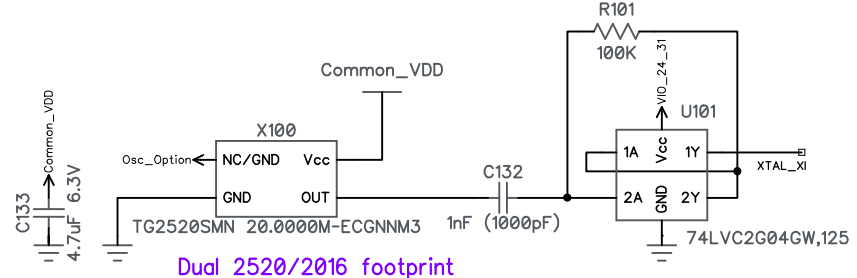 R101
100K
VIO_24_31
Common_VDD
U101
X100
Common_VDD
Osc_Option
NC/GND Vcc
1A Vcc 1Y
XTAL_XI
C132
C133
4.7uF 6.3V
GND OUT
2A GND 2Y
TG2520SMN 20.0000M-ECGNNM3
1nF (1000pF)
74LVC2G04GW,125
Dual 2520/2016 footprint